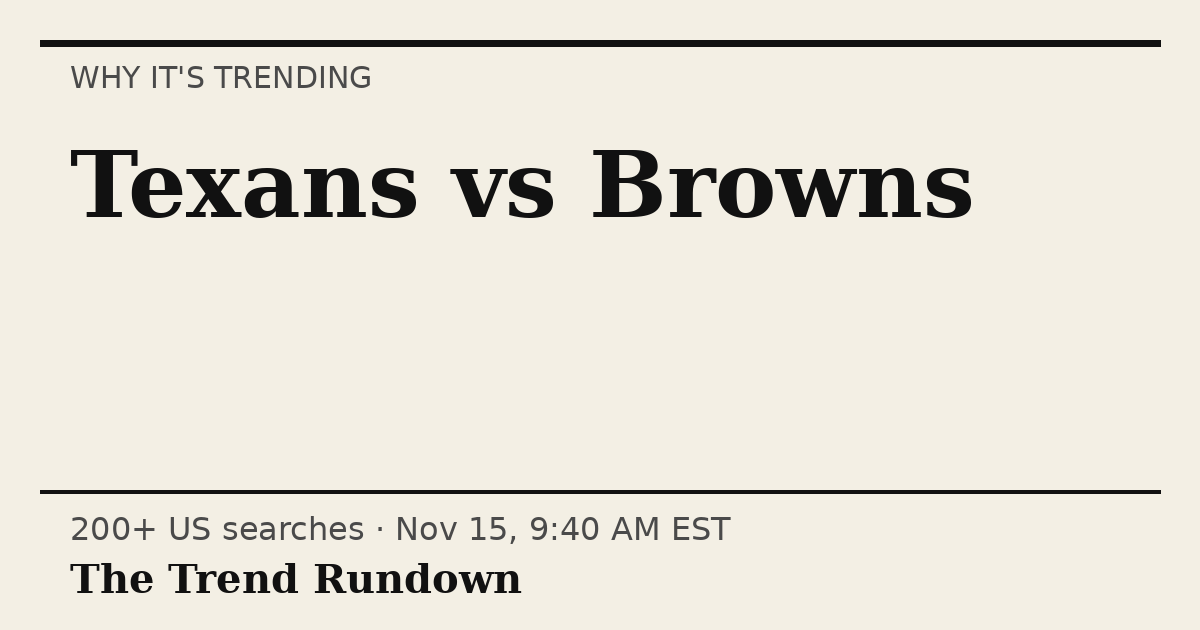 WHY IT'S TRENDING
Texans vs Browns
200+ US searches · Nov 15, 9:40 AM EST
The Trend Rundown